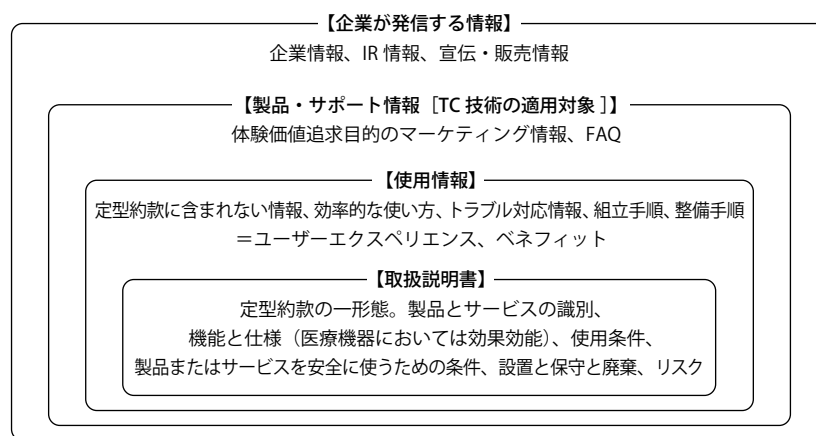 【企業が発信する情報】
企業情報、IR 情報、宣伝・販売情報
【製品・サポート情報［TC 技術の適用対象］】
体験価値追求目的のマーケティング情報、FAQ
【使用情報】
定型約款に含まれない情報、効率的な使い方、トラブル対応情報、組立手順、整備手順
＝ユーザーエクスペリエンス、ベネフィット
【取扱説明書】
定型約款の一形態。製品とサービスの識別、
機能と仕様（医療機器においては効果効能）、使用条件、
製品またはサービスを安全に使うための条件、設置と保守と廃棄、リスク